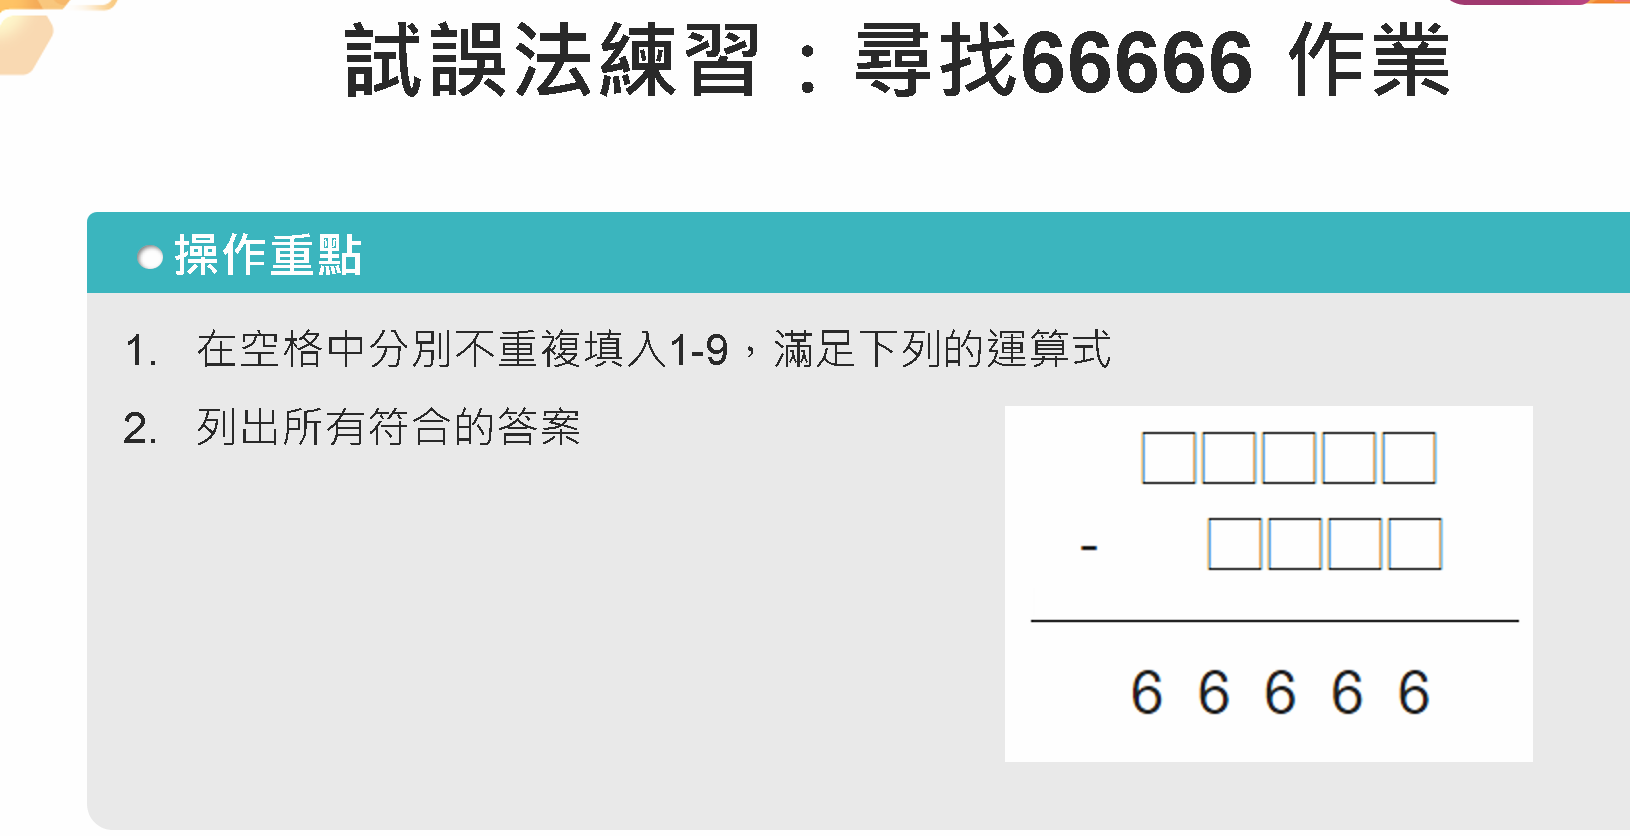 試誤法練習：尋找66666 作業
操作重點
1. 在空格中分別不重複填入1-9，滿足下列的運算式
2. 列出所有符合的答案
□□□□□
- □□□□
6 6 6 6 6